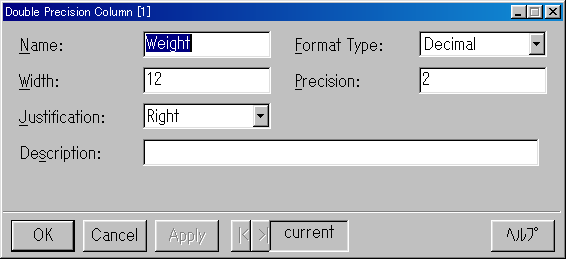 Double Precision Column [1]
Name: Weight Format Type: Decimal
Width: 12 Precision: 2
Justification: Right
Description:
OK Cancel Apply |< >| current ﾍﾙﾌﾟ